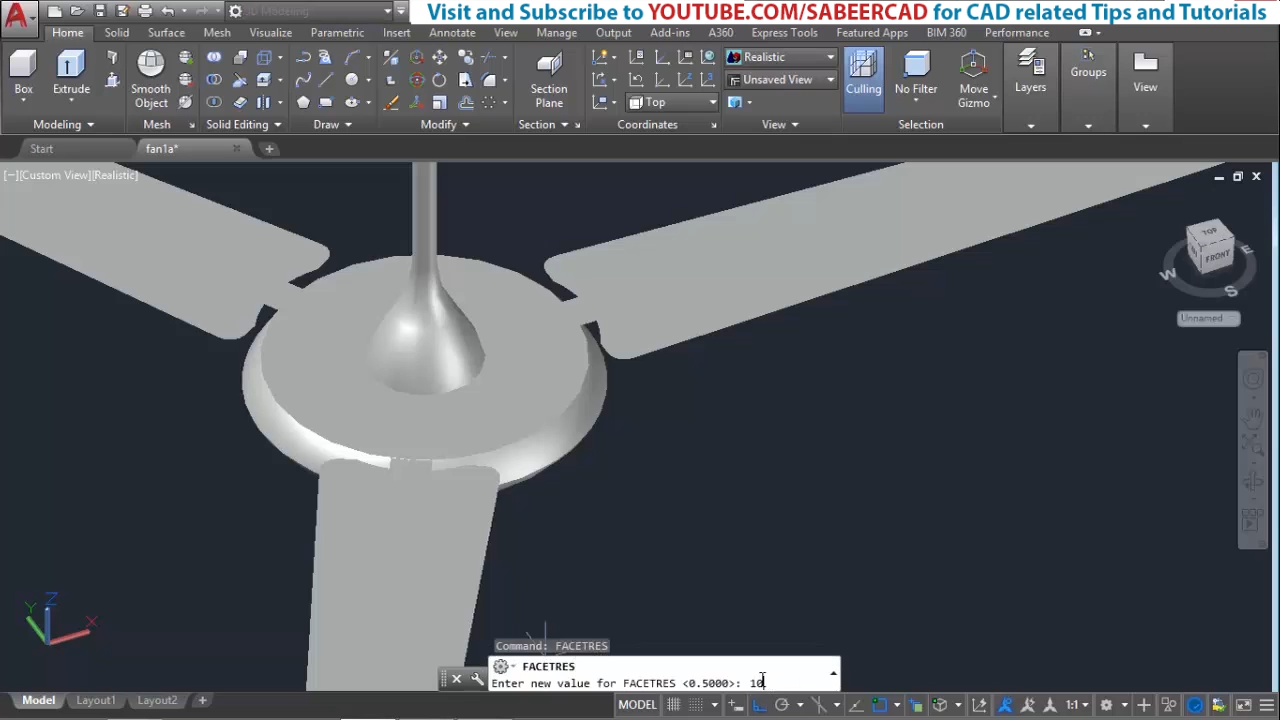 3D Modeling
Visit and Subscribe to YOUTUBE.COM/SABEERCAD for CAD related Tips and Tutorials
Home Solid Surface Mesh Visualize Parametric Insert Annotate View Manage Output Add-ins A360 Express Tools Featured Apps BIM 360 Performance
Realistic
Unsaved View
Top
Box Extrude Smooth Object Section Plane Culling No Filter Move Gizmo Layers Groups View
Modeling Mesh Solid Editing Draw Modify Section Coordinates View Selection
Start fan1a*
[−][Custom View][Realistic]
TOP
FRONT
W E S
Unnamed
Z
Y X
Command: FACETRES
FACETRES
Enter new value for FACETRES <0.5000>: 10
Model Layout1 Layout2 + MODEL 1:1